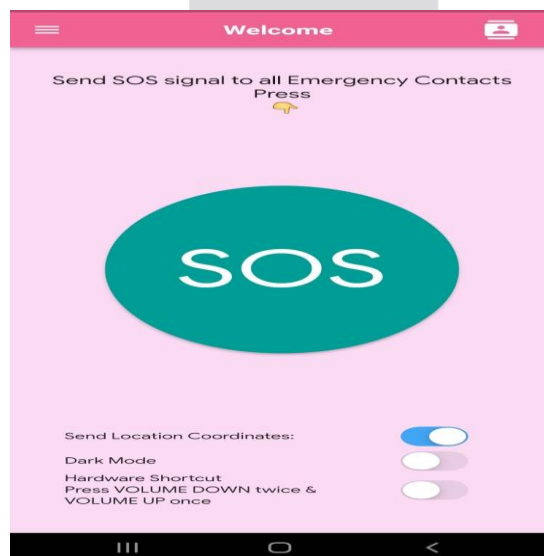 Welcome
Send SOS signal to all Emergency Contacts
Press
👇
SOS
Send Location Coordinates:
Dark Mode
Hardware Shortcut
Press VOLUME DOWN twice &
VOLUME UP once